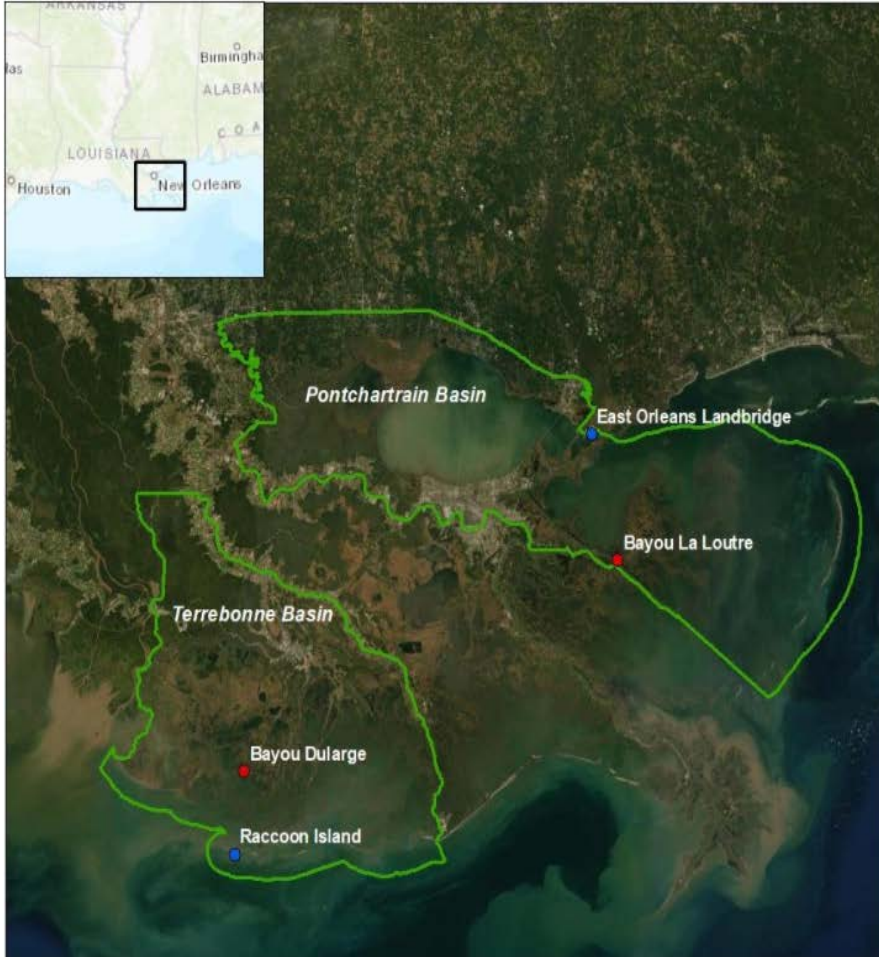 ARKANSAS
Birmingha
las
ALABAM
C O A
LOUISIANA
New Orleans
Houston
Pontchartrain Basin
East Orleans Landbridge
Bayou La Loutre
Terrebonne Basin
Bayou Dularge
Raccoon Island